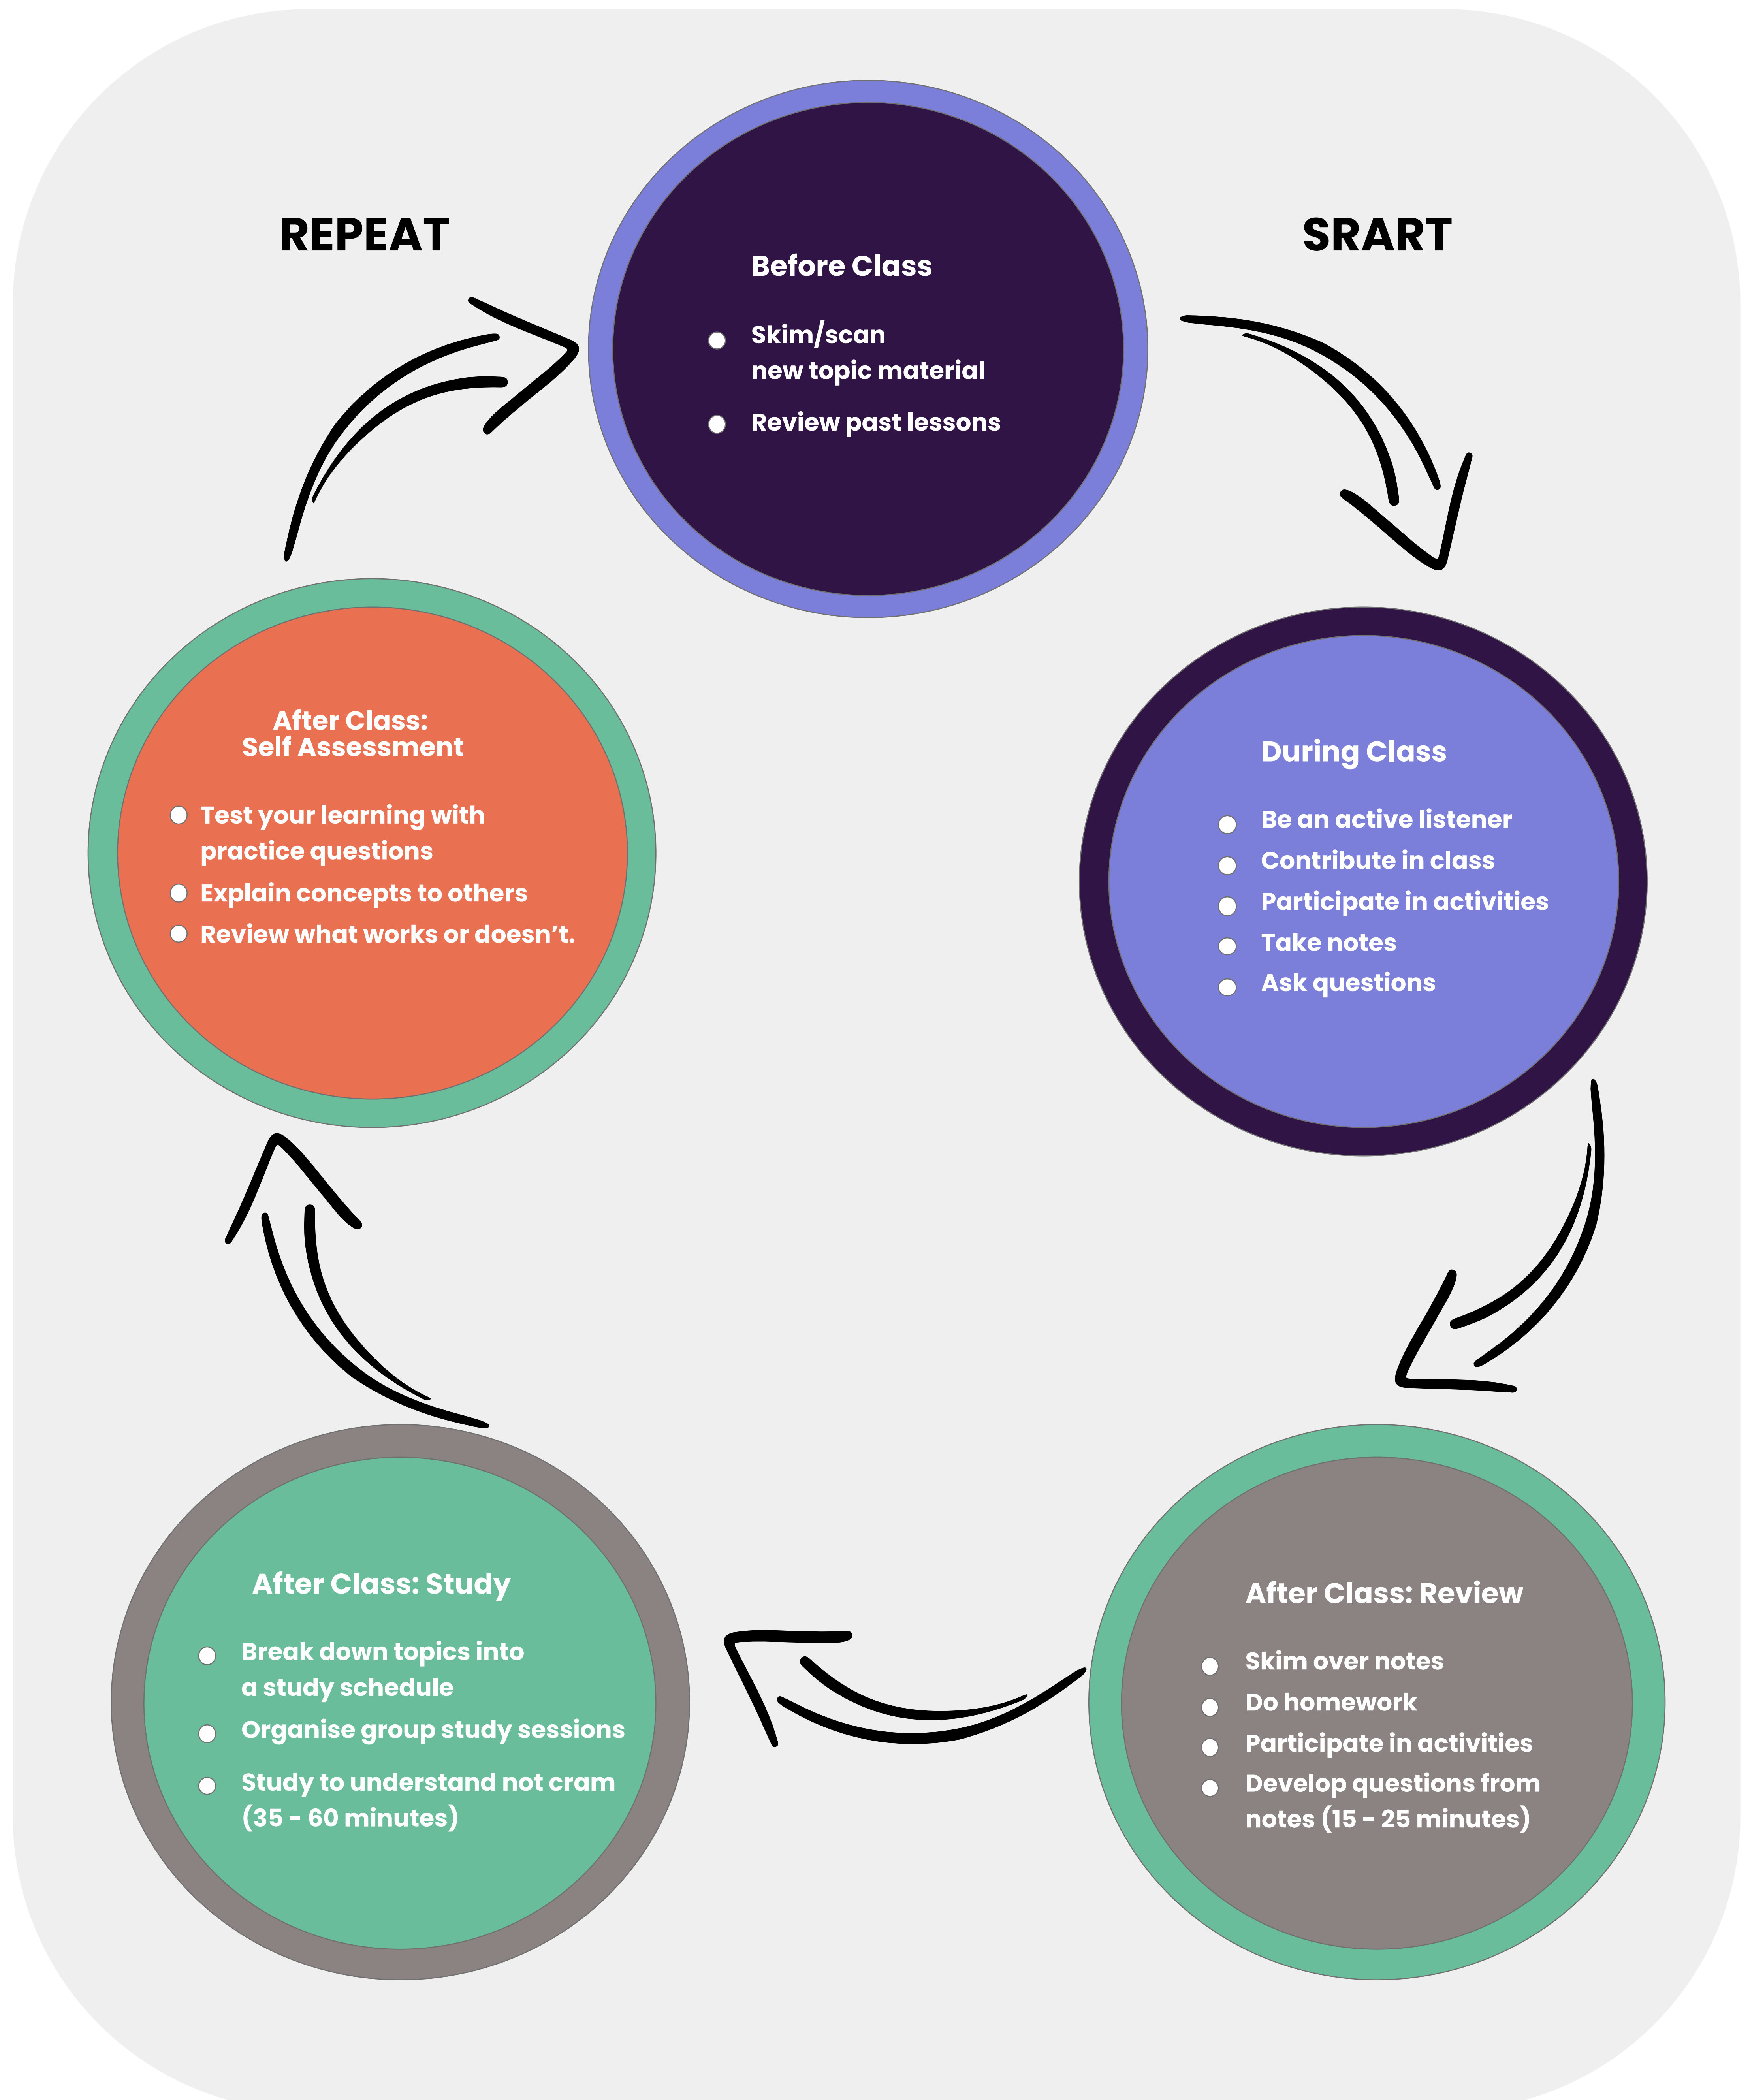 REPEAT
SRART
Before Class
Skim/scan
new topic material
Review past lessons
During Class
Be an active listener
Contribute in class
Participate in activities
Take notes
Ask questions
After Class: Review
Skim over notes
Do homework
Participate in activities
Develop questions from
notes (15 - 25 minutes)
After Class: Study
Break down topics into
a study schedule
Organise group study sessions
Study to understand not cram
(35 - 60 minutes)
After Class:
Self Assessment
Test your learning with
practice questions
Explain concepts to others
Review what works or doesn’t.